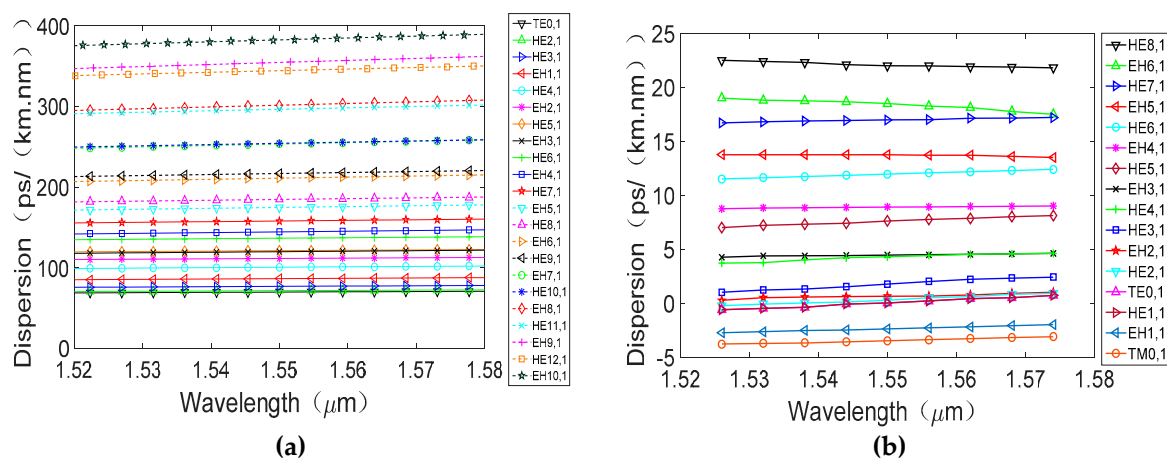 (a)
Dispersion (ps/ (km.nm) )
400
300
200
100
0
1.52 1.53 1.54 1.55 1.56 1.57 1.58
Wavelength (μm)
TE0,1
HE2,1
HE3,1
EH1,1
HE4,1
EH2,1
HE5,1
EH3,1
HE6,1
EH4,1
HE7,1
EH5,1
HE8,1
EH6,1
HE9,1
EH7,1
HE10,1
EH8,1
HE11,1
EH9,1
HE12,1
EH10,1
(a)
(b)
Dispersion (ps/ (km.nm) )
25
20
15
10
5
0
-5
1.52 1.53 1.54 1.55 1.56 1.57 1.58
Wavelength (μm)
HE8,1
EH6,1
HE7,1
EH5,1
HE6,1
EH4,1
HE5,1
EH3,1
HE4,1
HE3,1
EH2,1
HE2,1
TE0,1
HE1,1
EH1,1
TM0,1
(b)